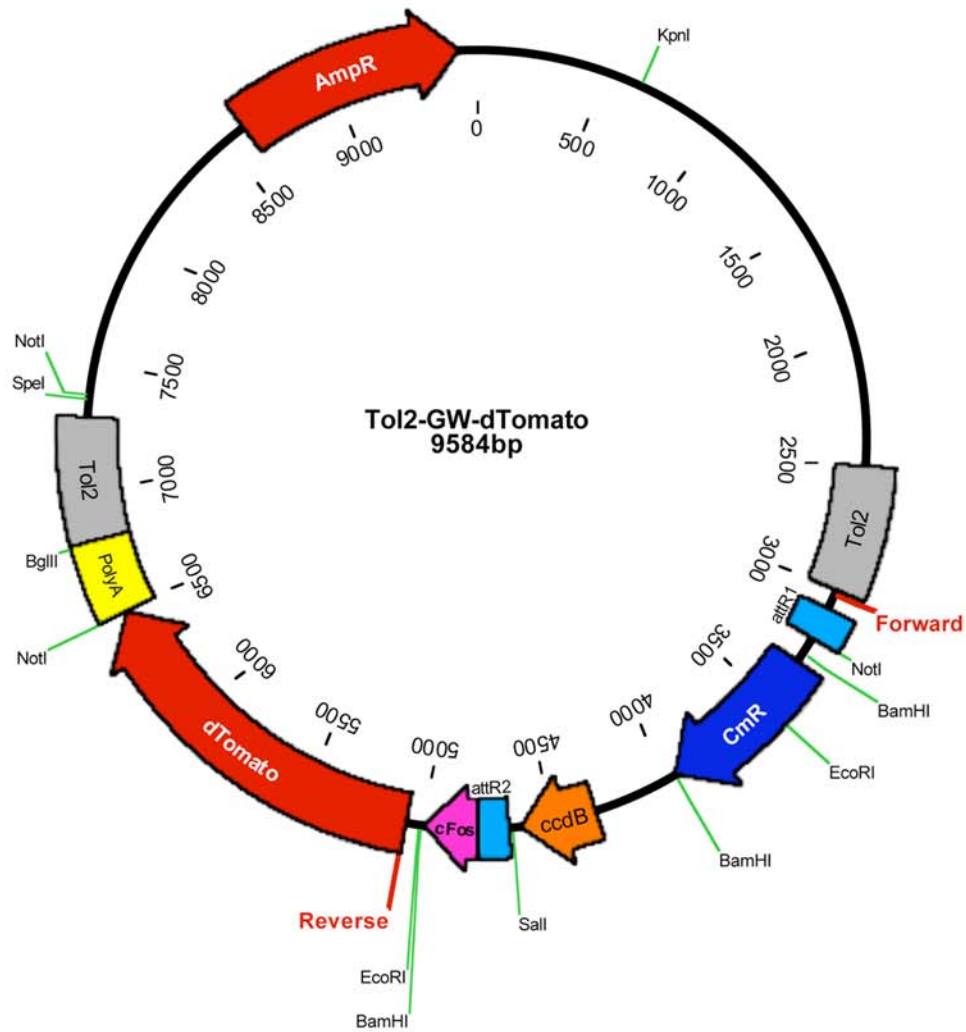 KpnI
AmpR
0
500
1000
1500
2000
2500
3000
3500
4000
4500
5000
5500
6000
6500
7000
7500
8000
8500
9000
NotI
SpeI
Tol2-GW-dTomato
9584bp
Tol2
Tol2
PolyA
BglII
attR1
Forward
NotI
NotI
BamHI
CmR
EcoRI
dTomato
attR2
cFos
ccdB
BamHI
Reverse
SalI
EcoRI
BamHI